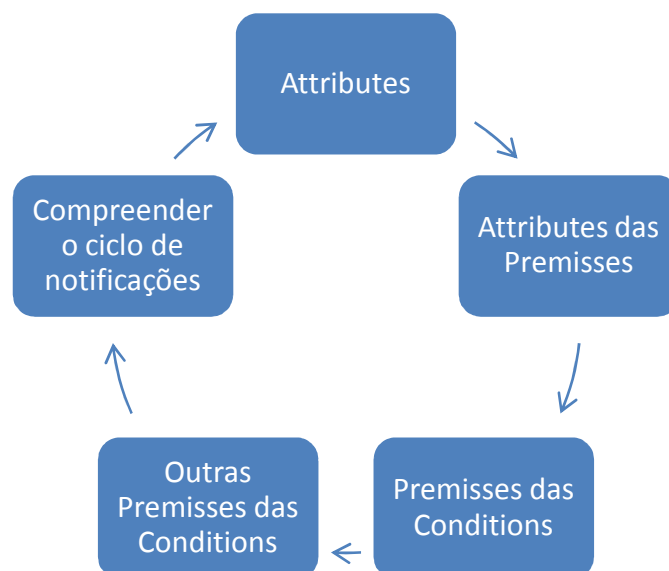 Attributes
Attributes das
Premisses
Premisses das
Conditions
Outras
Premisses das
Conditions
Compreender
o ciclo de
notificações